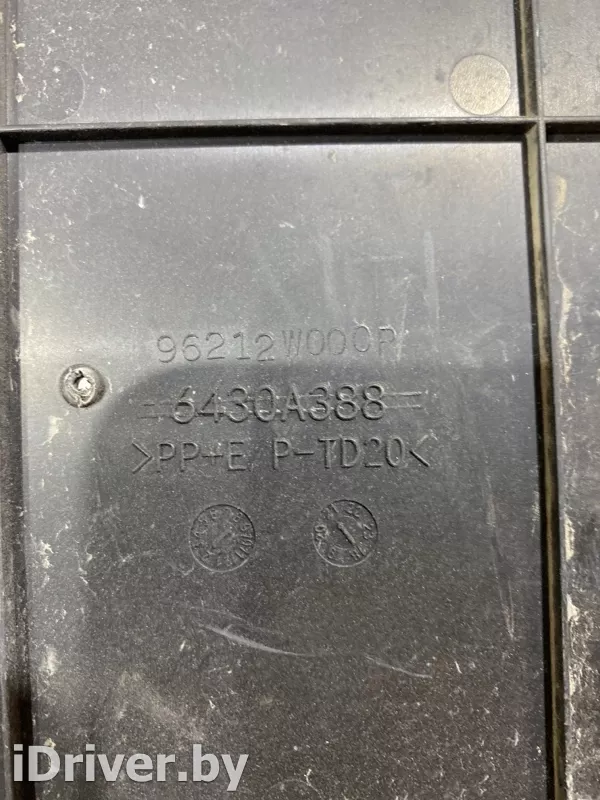 96212W000P
6430A388
>PP+E/P-TD20<
iDriver.by